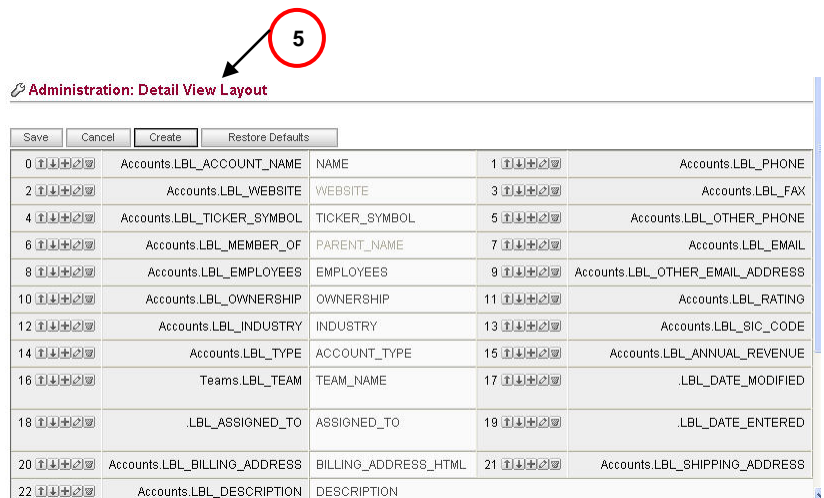 5
Administration: Detail View Layout
Save Cancel Create Restore Defaults
0 Accounts.LBL_ACCOUNT_NAME NAME 1 Accounts.LBL_PHONE
2 Accounts.LBL_WEBSITE WEBSITE 3 Accounts.LBL_FAX
4 Accounts.LBL_TICKER_SYMBOL TICKER_SYMBOL 5 Accounts.LBL_OTHER_PHONE
6 Accounts.LBL_MEMBER_OF PARENT_NAME 7 Accounts.LBL_EMAIL
8 Accounts.LBL_EMPLOYEES EMPLOYEES 9 Accounts.LBL_OTHER_EMAIL_ADDRESS
10 Accounts.LBL_OWNERSHIP OWNERSHIP 11 Accounts.LBL_RATING
12 Accounts.LBL_INDUSTRY INDUSTRY 13 Accounts.LBL_SIC_CODE
14 Accounts.LBL_TYPE ACCOUNT_TYPE 15 Accounts.LBL_ANNUAL_REVENUE
16 Teams.LBL_TEAM TEAM_NAME 17 .LBL_DATE_MODIFIED
18 .LBL_ASSIGNED_TO ASSIGNED_TO 19 .LBL_DATE_ENTERED
20 Accounts.LBL_BILLING_ADDRESS BILLING_ADDRESS_HTML 21 Accounts.LBL_SHIPPING_ADDRESS
22 Accounts.LBL_DESCRIPTION DESCRIPTION